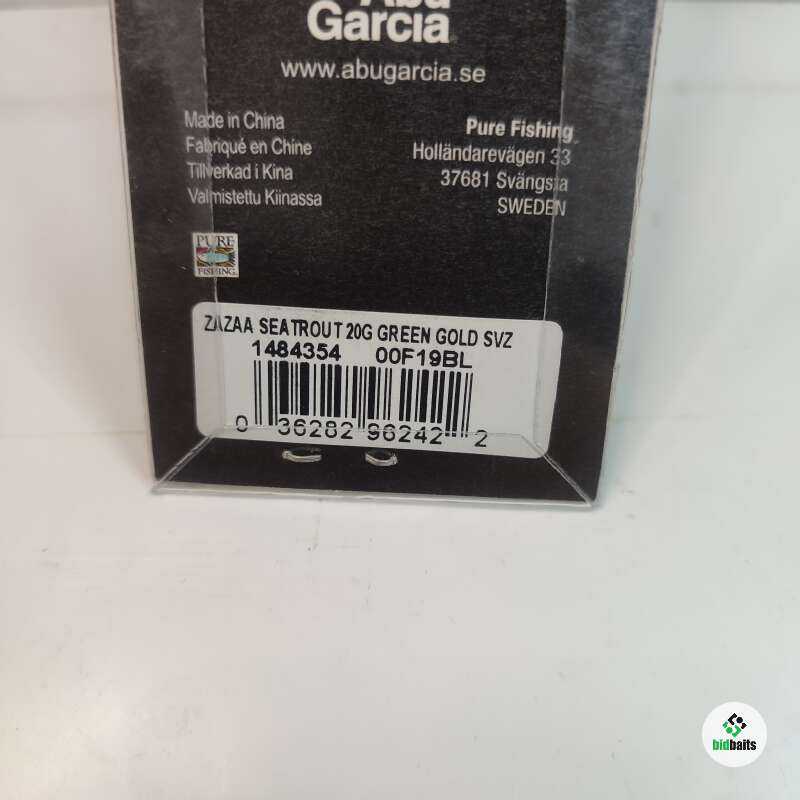 Abu
Garcia
www.abugarcia.se
Made in China
Fabriqué en Chine
Tillverkad i Kina
Valmistettu Kiinassa
Pure Fishing
Holländarevägen 33
37681 Svängsta
SWEDEN
PURE
FISHING
ZAZAA SEATROUT 20G GREEN GOLD SVZ
1484354 00F19BL
0 36282 96242 2
bidbaits